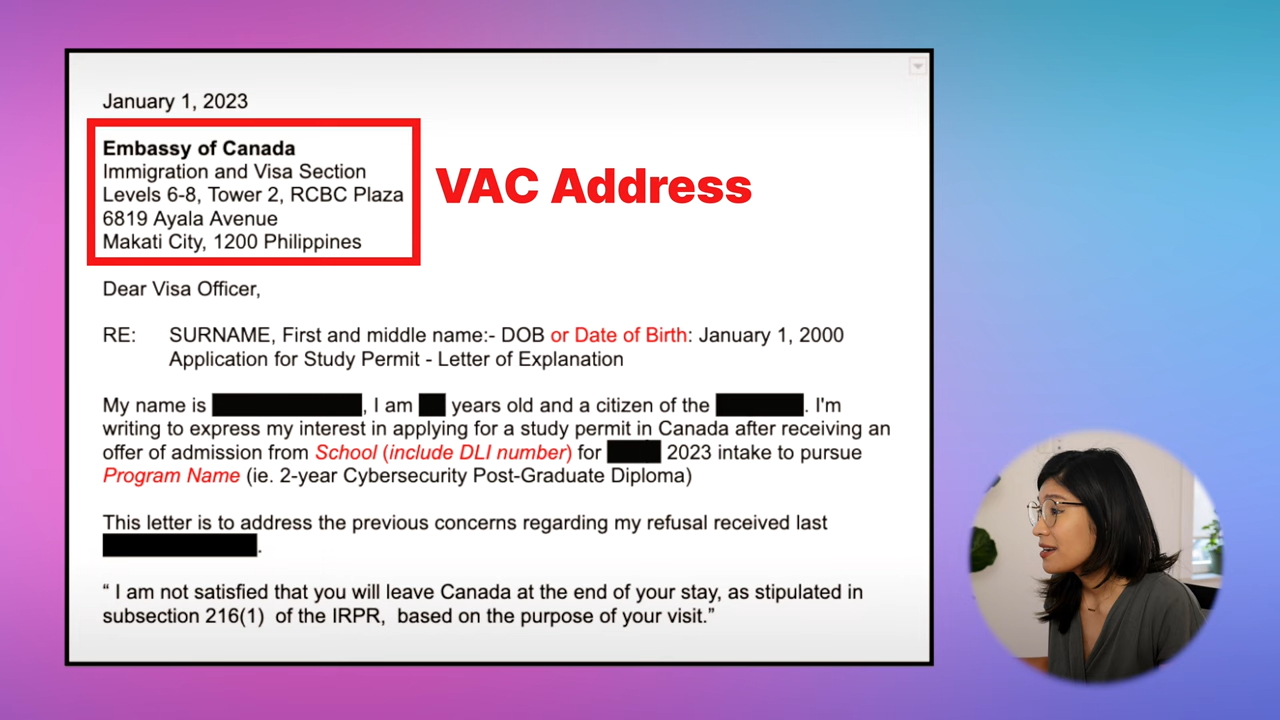 January 1, 2023
Embassy of Canada
Immigration and Visa Section
Levels 6-8, Tower 2, RCBC Plaza
6819 Ayala Avenue
Makati City, 1200 Philippines
VAC Address
Dear Visa Officer,
RE: SURNAME, First and middle name:- DOB or Date of Birth: January 1, 2000
Application for Study Permit - Letter of Explanation
My name is , I am years old and a citizen of the . I'm
writing to express my interest in applying for a study permit in Canada after receiving an
offer of admission from School (include DLI number) for 2023 intake to pursue
Program Name (ie. 2-year Cybersecurity Post-Graduate Diploma)
This letter is to address the previous concerns regarding my refusal received last
.
“ I am not satisfied that you will leave Canada at the end of your stay, as stipulated in
subsection 216(1) of the IRPR, based on the purpose of your visit.”